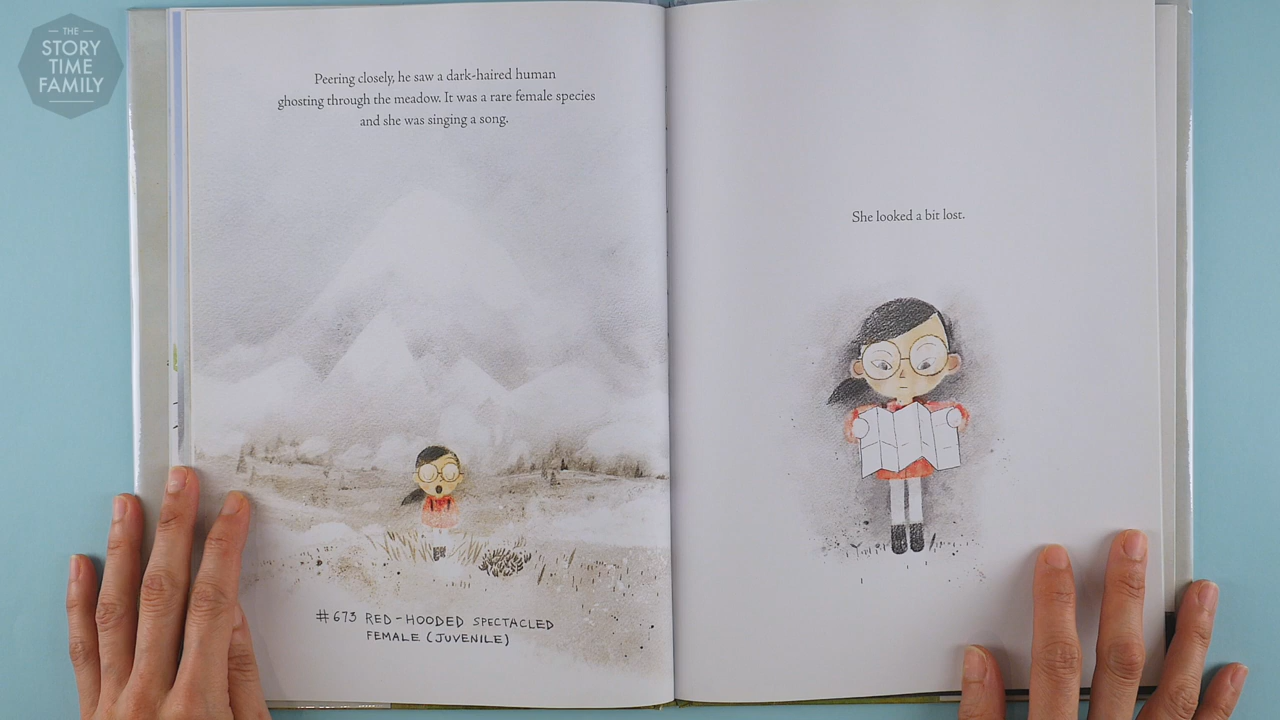 THE
STORY
TIME
FAMILY
Peering closely, he saw a dark-haired human
ghosting through the meadow. It was a rare female species
and she was singing a song.
#673 RED-HOODED SPECTACLED
FEMALE (JUVENILE)
She looked a bit lost.